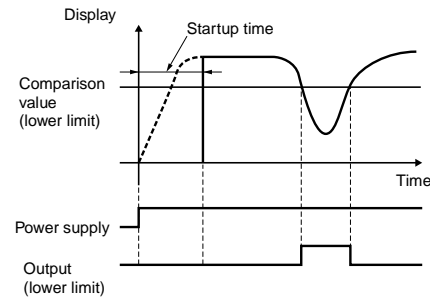 Display
Startup time
Comparison
value
(lower limit)
Time
Power supply
Output
(lower limit)